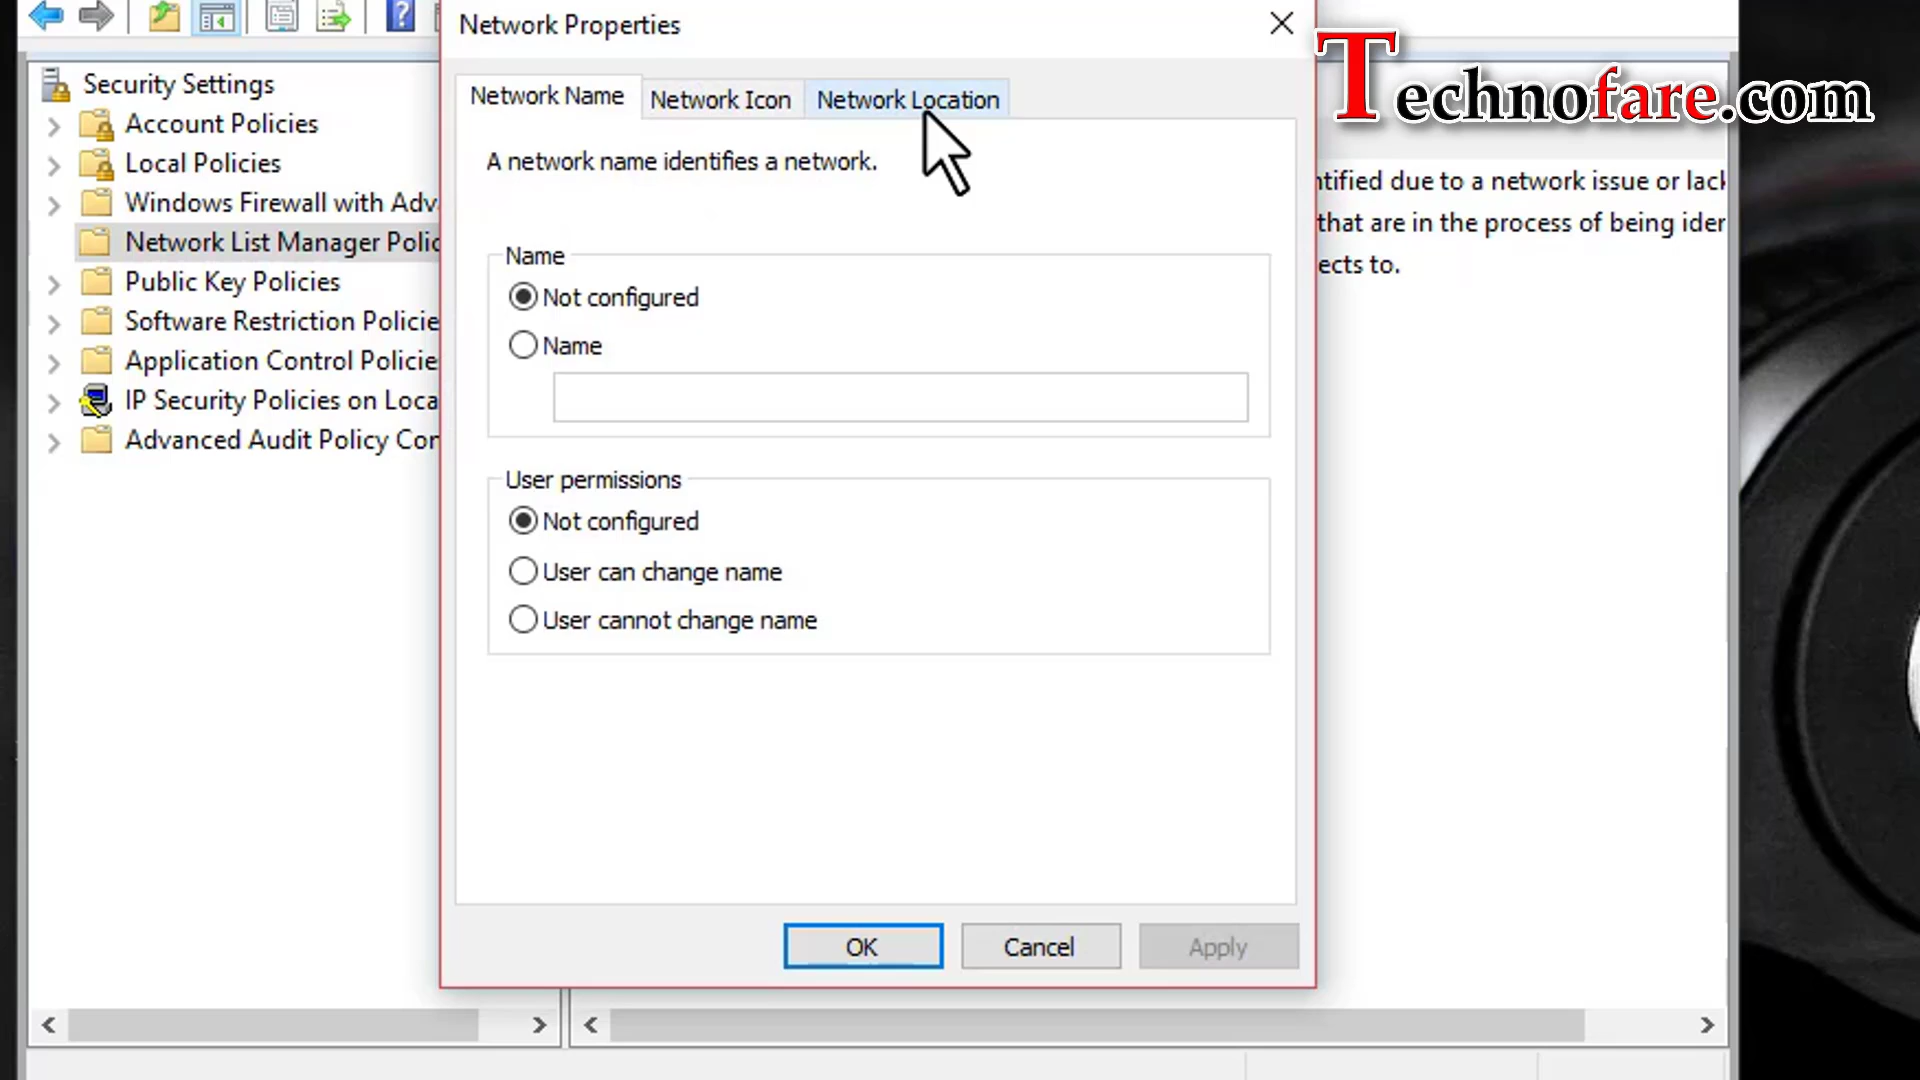 Network Properties
Technofare.com
Security Settings
Account Policies
Local Policies
Windows Firewall with Adv
Network List Manager Polic
Public Key Policies
Software Restriction Policie
Application Control Policie
IP Security Policies on Loca
Advanced Audit Policy Con
Network Name
Network Icon
Network Location
A network name identifies a network.
Name
Not configured
Name
User permissions
Not configured
User can change name
User cannot change name
OK
Cancel
Apply
ntified due to a network issue or lack
that are in the process of being iden
ects to.